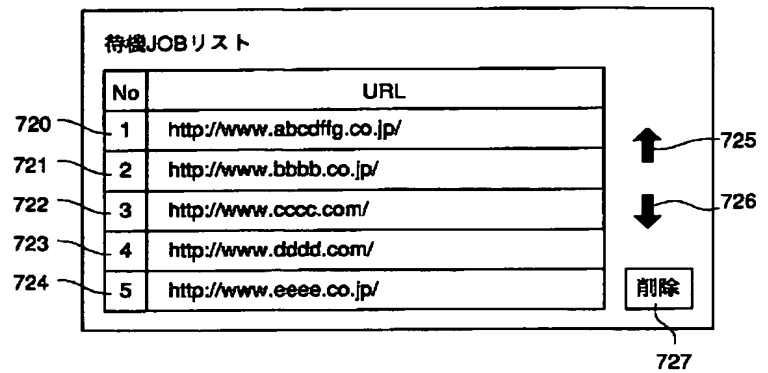 待機JOBリスト
No URL
720 1 http://www.abcdffg.co.jp/
725
721 2 http://www.bbbb.co.jp/
722 3 http://www.cccc.com/
726
723 4 http://www.dddd.com/
724 5 http://www.eeee.co.jp/
削除
727